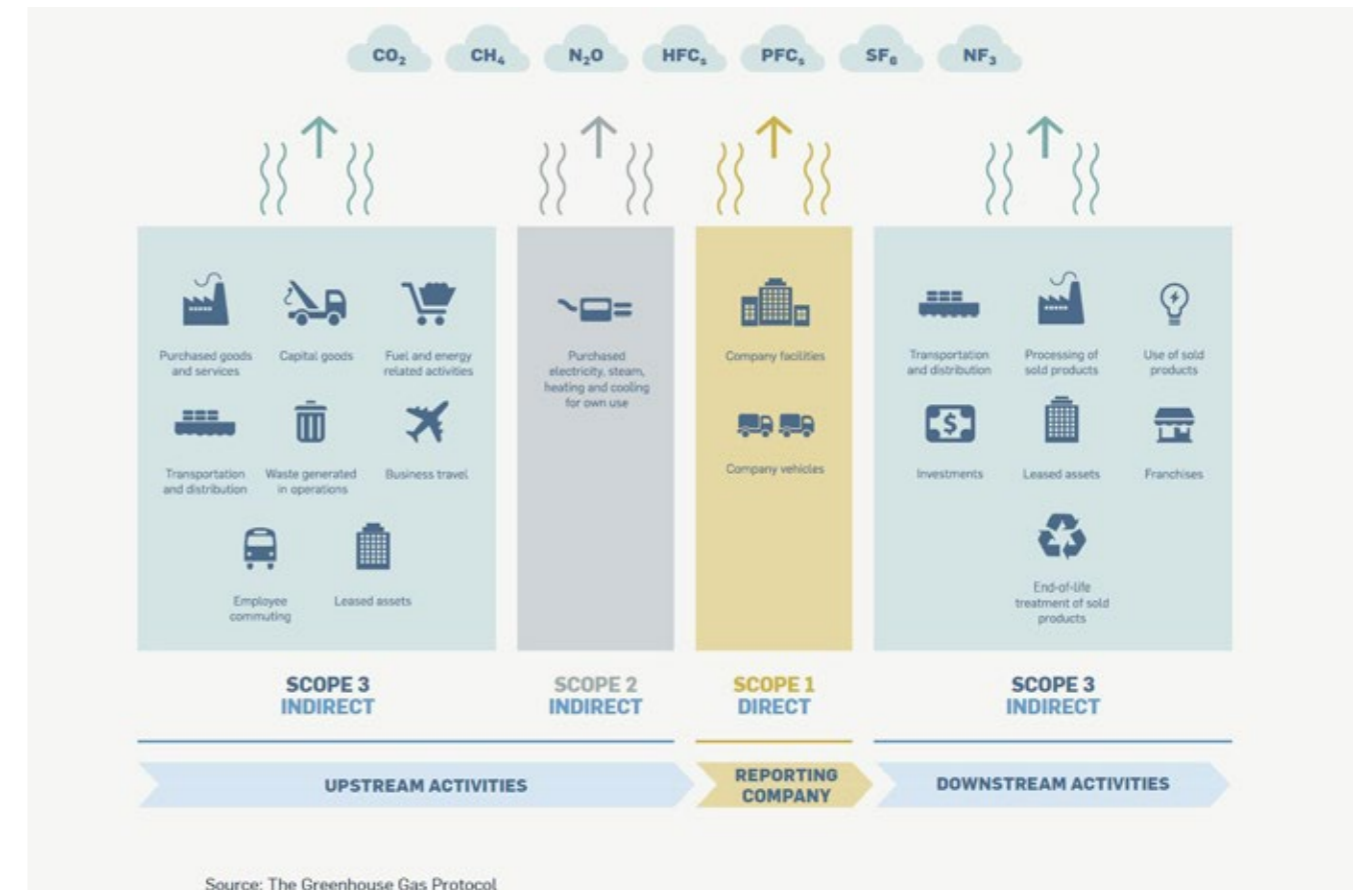 CO₂ CH₄ N₂O HFCₛ PFCₛ SF₆ NF₃
Purchased goods
and services
Capital goods
Fuel and energy
related activities
Transportation
and distribution
Waste generated
in operations
Business travel
Employee
commuting
Leased assets
Purchased
electricity, steam,
heating and cooling
for own use
Company facilities
Company vehicles
Transportation
and distribution
Processing of
sold products
Use of sold
products
Investments
Leased assets
Franchises
End-of-life
treatment of sold
products
SCOPE 3
INDIRECT
SCOPE 2
INDIRECT
SCOPE 1
DIRECT
SCOPE 3
INDIRECT
UPSTREAM ACTIVITIES
REPORTING
COMPANY
DOWNSTREAM ACTIVITIES
Source: The Greenhouse Gas Protocol